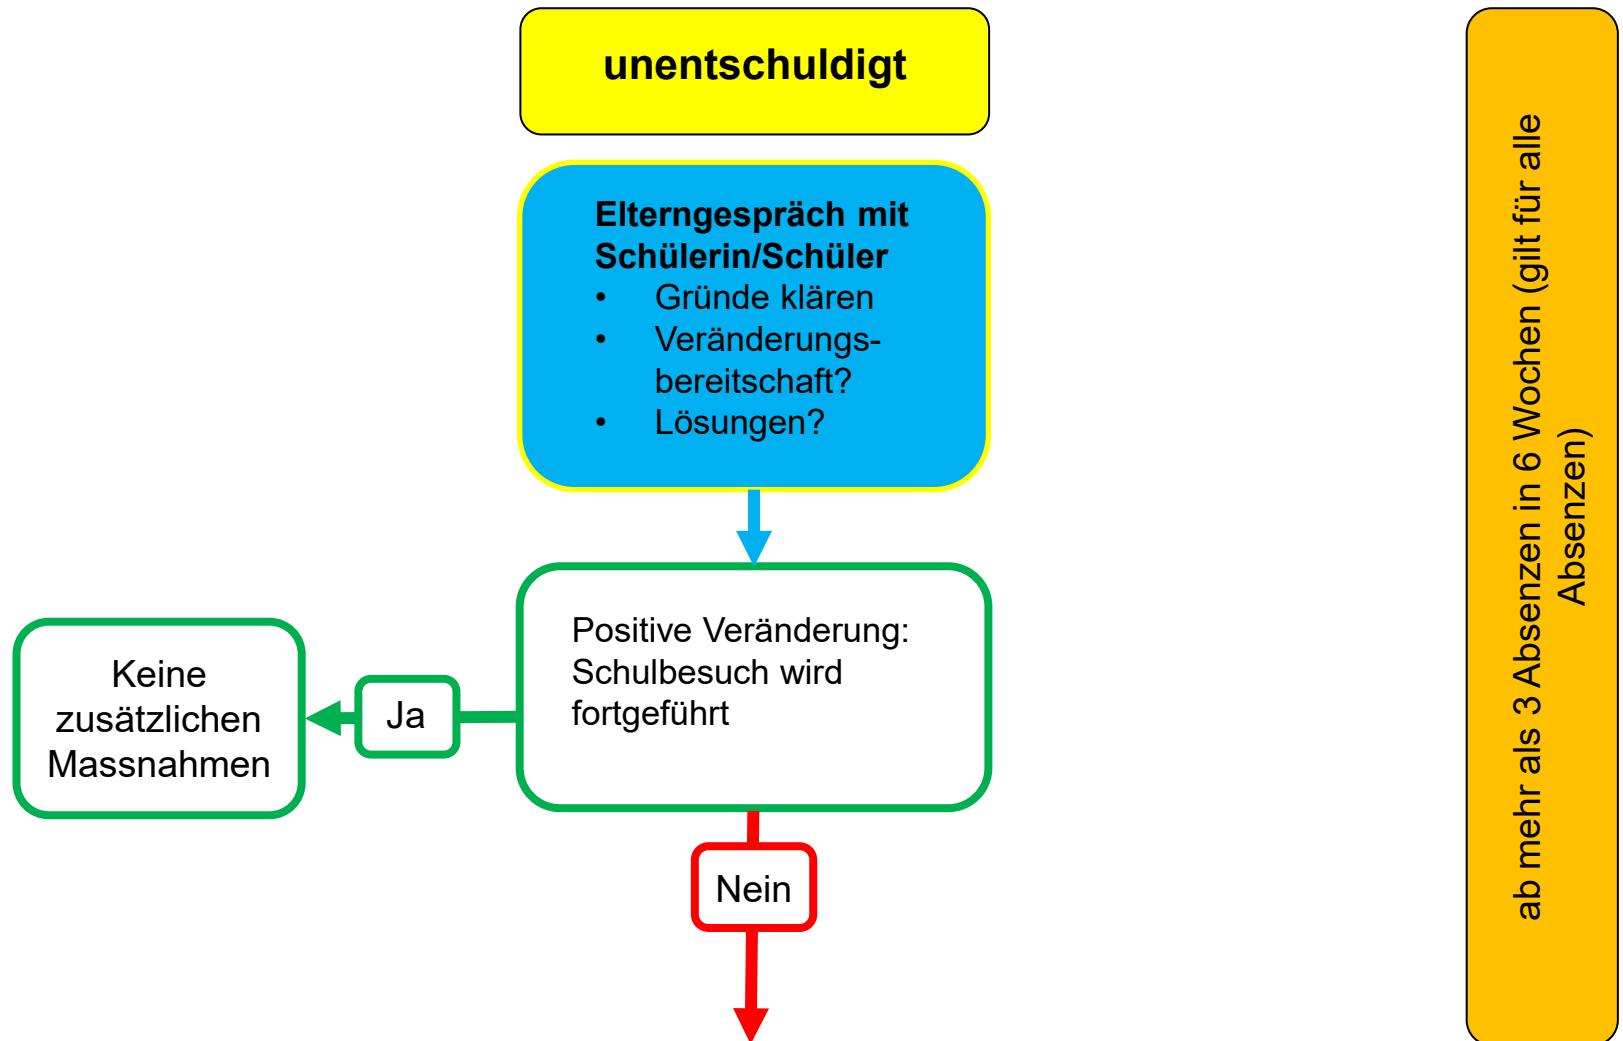 unentschuldigt
Elterngespräch mit
Schülerin/Schüler
• Gründe klären
• Veränderungs-
bereitschaft?
• Lösungen?
Positive Veränderung:
Schulbesuch wird
fortgeführt
Ja
Keine
zusätzlichen
Massnahmen
Nein
ab mehr als 3 Absenzen in 6 Wochen (gilt für alle
Absenzen)